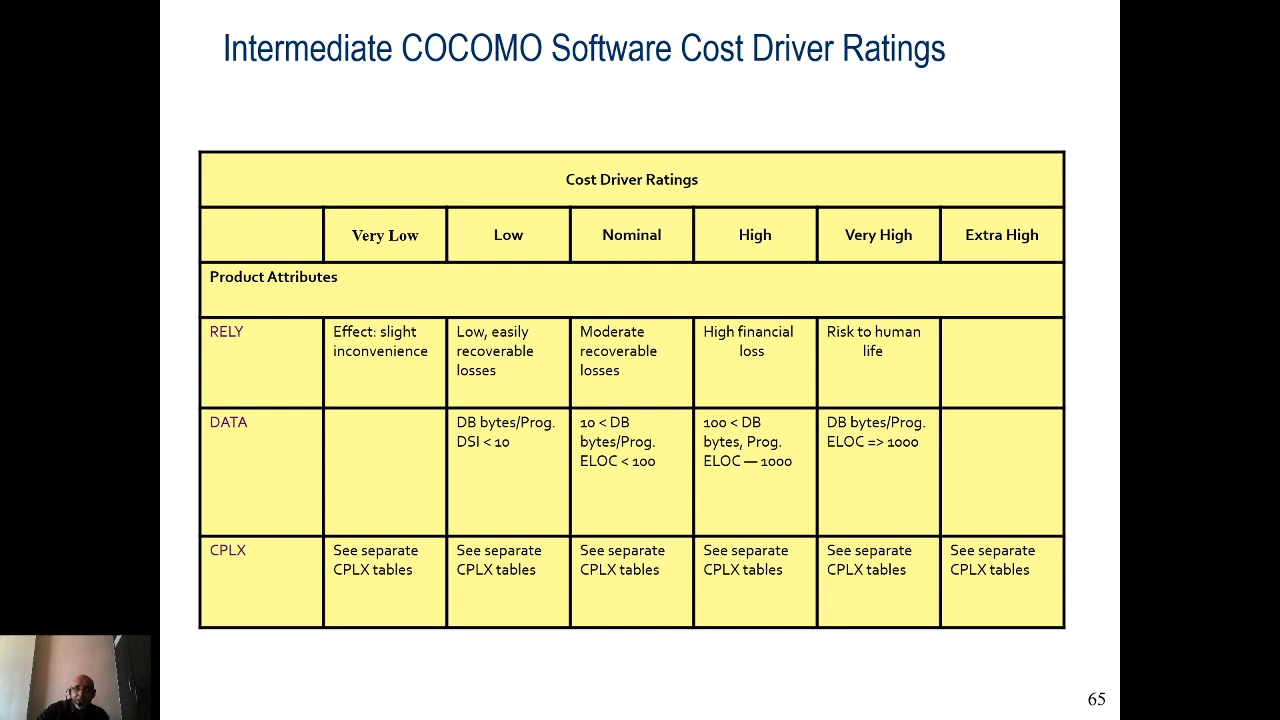 Intermediate COCOMO Software Cost Driver Ratings
Cost Driver Ratings
Very Low
Low
Nominal
High
Very High
Extra High
Product Attributes
RELY
Effect: slight
inconvenience
Low, easily
recoverable
losses
Moderate
recoverable
losses
High financial
loss
Risk to human
life
DATA
DB bytes/Prog.
DSI < 10
10 < DB
bytes/Prog.
ELOC < 100
100 < DB
bytes, Prog.
ELOC — 1000
DB bytes/Prog.
ELOC => 1000
CPLX
See separate
CPLX tables
See separate
CPLX tables
See separate
CPLX tables
See separate
CPLX tables
See separate
CPLX tables
See separate
CPLX tables
65